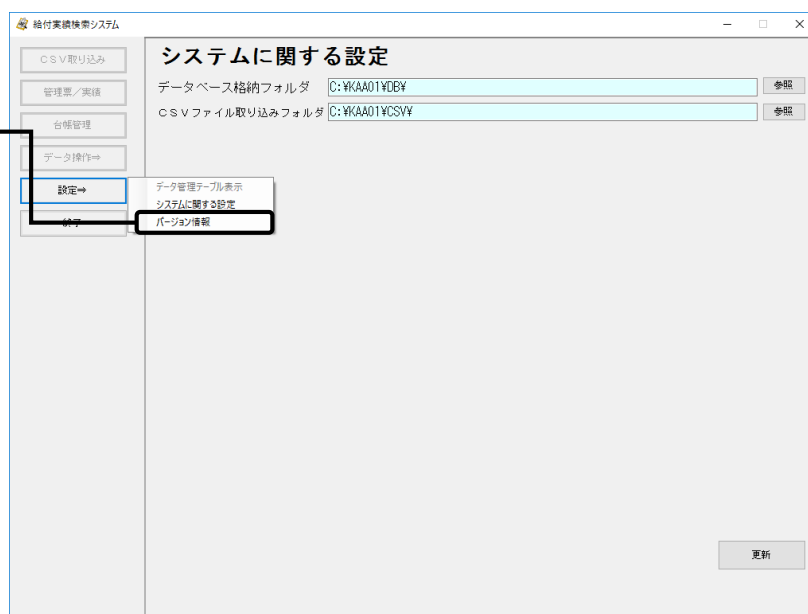 給付実績検索システム
CSV取り込み
管理票／実績
台帳管理
データ操作⇒
設定⇒
終了
システムに関する設定
データベース格納フォルダ C:¥KAA01¥DB¥ 参照
CSVファイル取り込みフォルダ C:¥KAA01¥CSV¥ 参照
データ管理テーブル表示
システムに関する設定
バージョン情報
更新